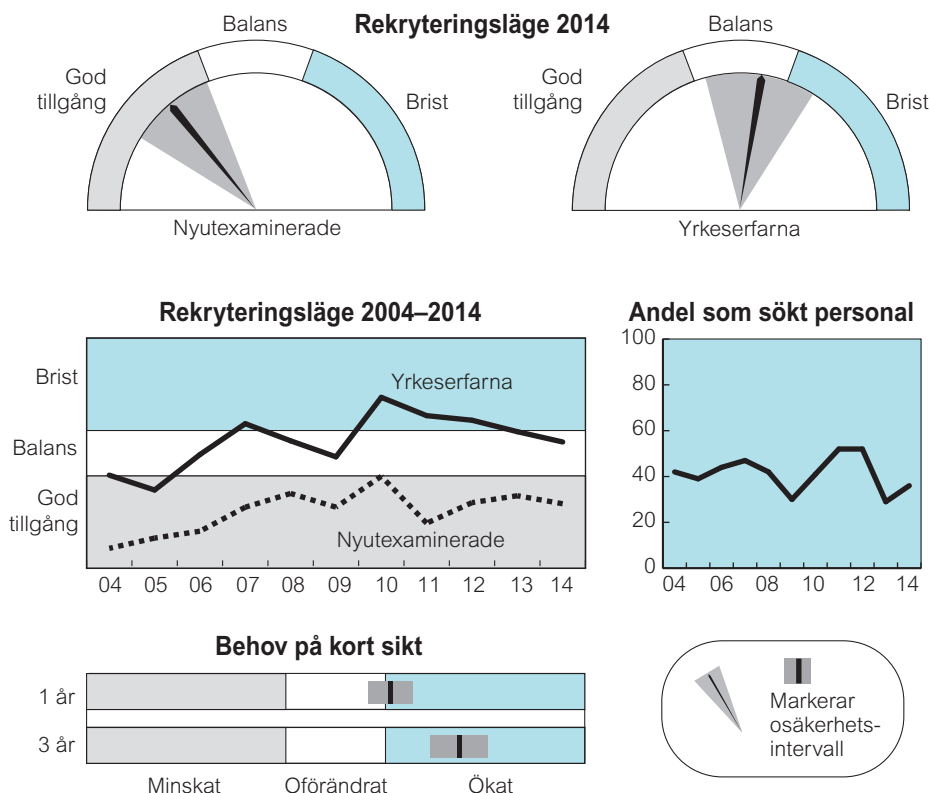 Rekryteringsläge 2014
Balans
God
tillgång
Brist
Nyutexaminerade
Balans
God
tillgång
Brist
Yrkeserfarna
Rekryteringsläge 2004–2014
Brist
Balans
God
tillgång
Yrkeserfarna
Nyutexaminerade
04 05 06 07 08 09 10 11 12 13 14
Andel som sökt personal
100
80
60
40
20
0
04 06 08 10 12 14
Behov på kort sikt
1 år
3 år
Minskat Oförändrat Ökat
Markerar
osäkerhets-
intervall